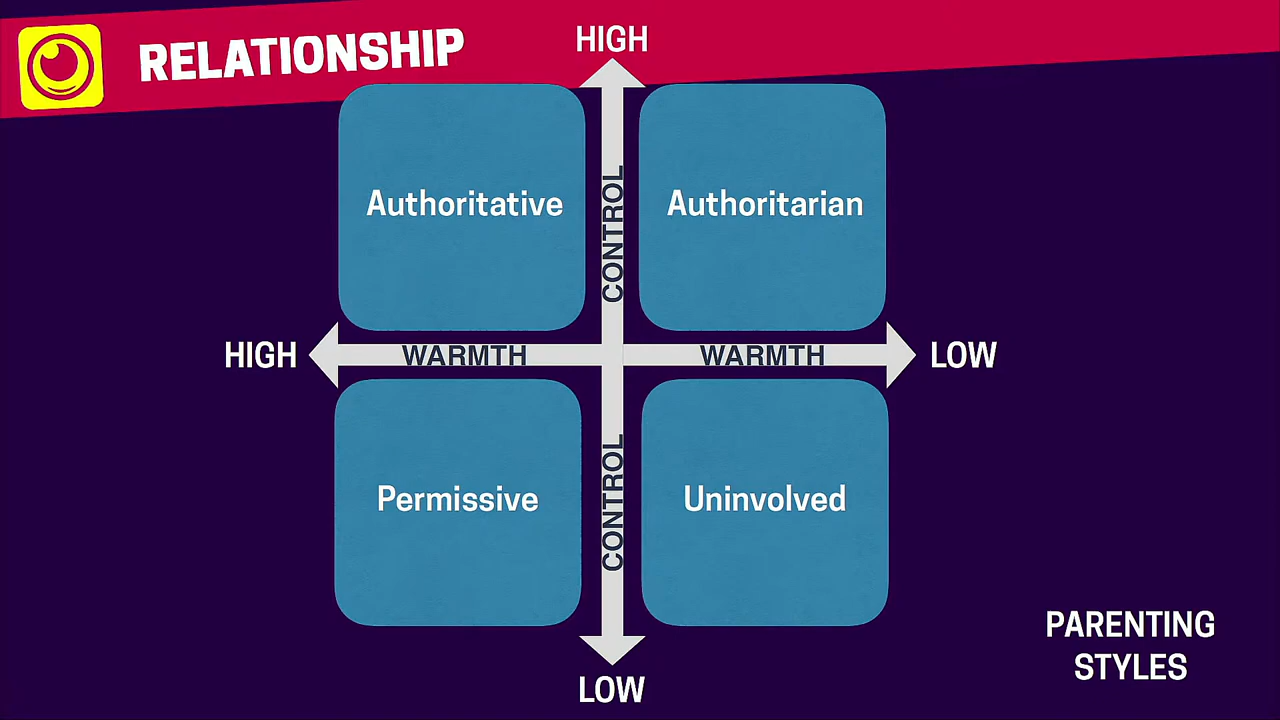 RELATIONSHIP
HIGH
Authoritative
CONTROL
Authoritarian
HIGH
WARMTH
WARMTH
LOW
Permissive
CONTROL
Uninvolved
LOW
PARENTING
STYLES